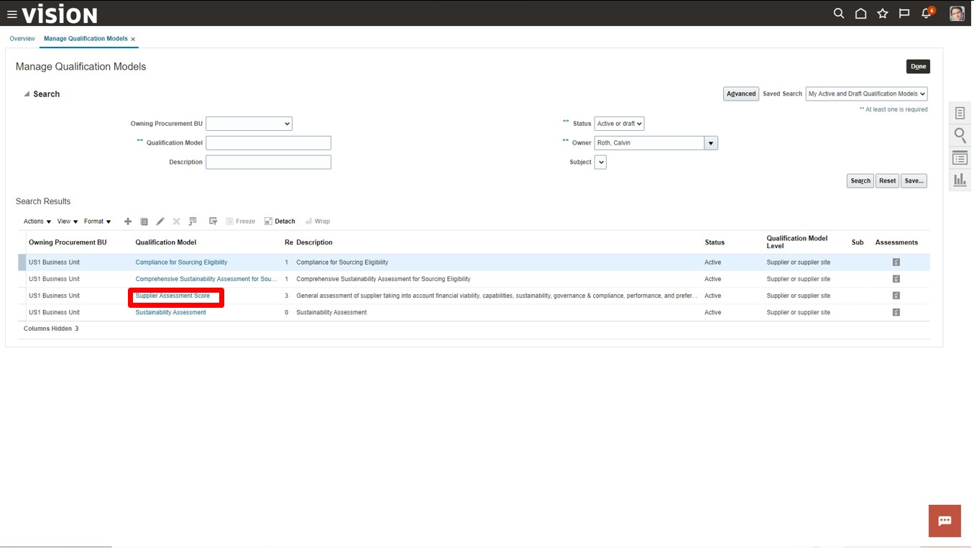 VISION
6
Overview Manage Qualification Models ×
Manage Qualification Models Done
Search Advanced Saved Search My Active and Draft Qualification Models
** At least one is required
Owning Procurement BU ** Status Active or draft
** Qualification Model ** Owner Roth, Calvin
Description Subject
Search Reset Save...
Search Results
Actions View Format Freeze Detach Wrap
Owning Procurement BU Qualification Model Re Description Status Qualification Model Level Sub Assessments
US1 Business Unit Compliance for Sourcing Eligibility 1 Compliance for Sourcing Eligibility Active Supplier or supplier site
US1 Business Unit Comprehensive Sustainability Assessment for Sou... 1 Comprehensive Sustainability Assessment for Sourcing Eligibility Active Supplier or supplier site
US1 Business Unit Supplier Assessment Score 3 General assessment of supplier taking into account financial viability, capabilities, sustainability, governance & compliance, performance, and prefer... Active Supplier or supplier site
US1 Business Unit Sustainability Assessment 0 Sustainability Assessment Active Supplier or supplier site
Columns Hidden 3